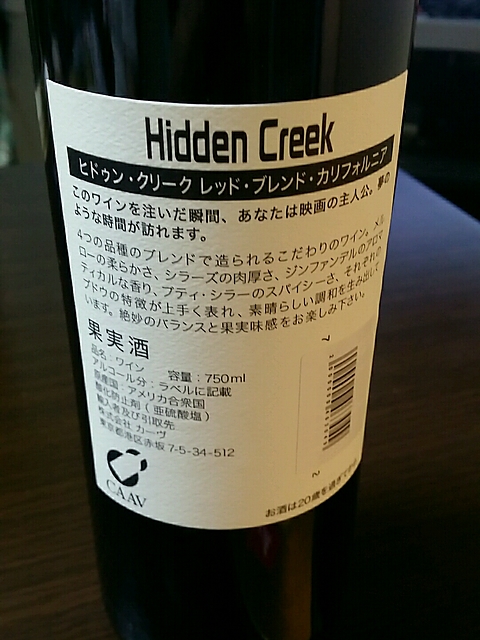 Hidden Creek
ヒドゥン・クリーク レッド・ブレンド・カリフォルニア
このワインを注いだ瞬間、あなたは映画の主人公。夢の
ような時間が訪れます。
4つの品種のブレンドで造られるこだわりのワイン。メル
ローの柔らかさ、シラーズの肉厚さ、ジンファンデルのアロマ
ティカルな香り、プティ・シラーのスパイシーさ、それぞれの
ブドウの特徴が上手く表れ、素晴らしい調和を生み出して
います。絶妙のバランスと果実味感をお楽しみ下さい。
果実酒
品名：ワイン 容量：750ml
アルコール分：ラベルに記載
原産国：アメリカ合衆国
酸化防止剤（亜硫酸塩）
輸入者及び引取先
株式会社 カーヴ
東京都港区赤坂7-5-34-512
CAAV
お酒は20歳を過ぎてから